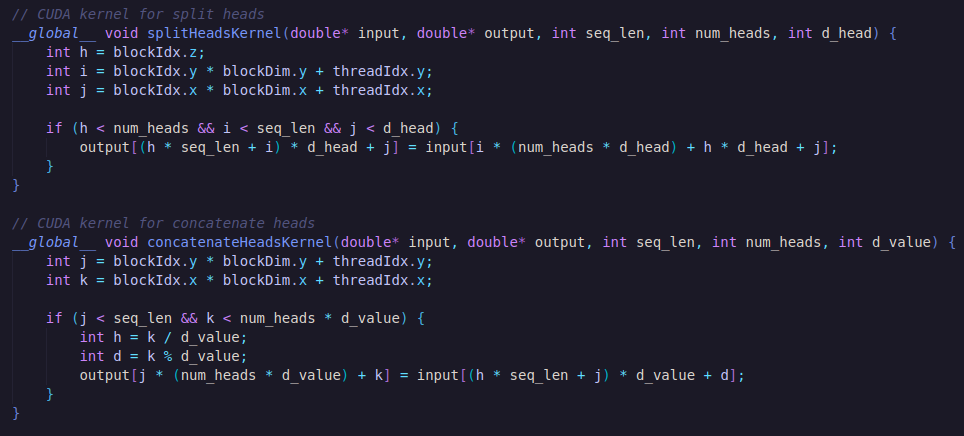 // CUDA kernel for split heads
__global__ void splitHeadsKernel(double* input, double* output, int seq_len, int num_heads, int d_head) {
    int h = blockIdx.z;
    int i = blockIdx.y * blockDim.y + threadIdx.y;
    int j = blockIdx.x * blockDim.x + threadIdx.x;

    if (h < num_heads && i < seq_len && j < d_head) {
        output[(h * seq_len + i) * d_head + j] = input[i * (num_heads * d_head) + h * d_head + j];
    }
}

// CUDA kernel for concatenate heads
__global__ void concatenateHeadsKernel(double* input, double* output, int seq_len, int num_heads, int d_value) {
    int j = blockIdx.y * blockDim.y + threadIdx.y;
    int k = blockIdx.x * blockDim.x + threadIdx.x;

    if (j < seq_len && k < num_heads * d_value) {
        int h = k / d_value;
        int d = k % d_value;
        output[j * (num_heads * d_value) + k] = input[(h * seq_len + j) * d_value + d];
    }
}